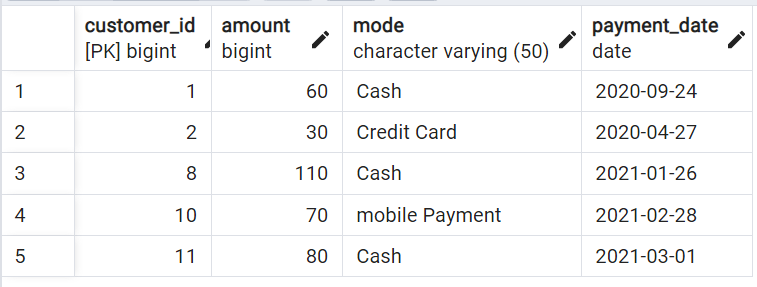 customer_id amount mode payment_date
[PK] bigint bigint character varying (50) date
1 1 60 Cash 2020-09-24
2 2 30 Credit Card 2020-04-27
3 8 110 Cash 2021-01-26
4 10 70 mobile Payment 2021-02-28
5 11 80 Cash 2021-03-01